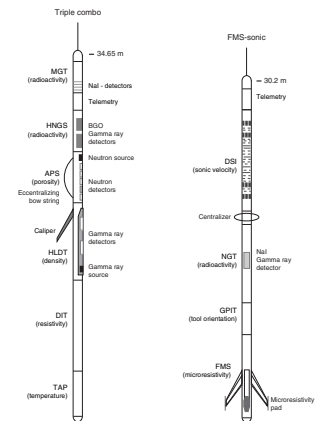 Triple combo
34.65 m
MGT
(radioactivity)
NaI - detectors
Telemetry
HNGS
(radioactivity)
BGO
Gamma ray
detectors
Neutron source
APS
(porosity)
Neutron
detectors
Eccentralizing
bow string
Caliper
Gamma ray
detectors
HLDT
(density)
Gamma ray
source
DIT
(resistivity)
TAP
(temperature)
FMS-sonic
30.2 m
Telemetry
DSI
(sonic velocity)
Centralizer
NGT
(radioactivity)
NaI
Gamma ray
detector
GPIT
(tool orientation)
FMS
(microresistivity)
Microresistivity
pad